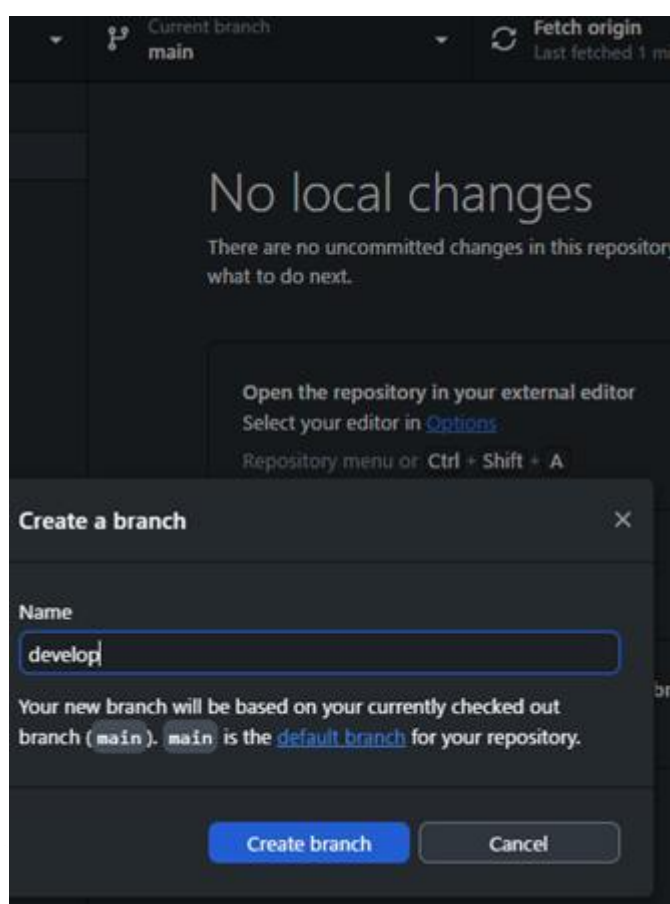 Current branch
main
Fetch origin
Last fetched 1
No local changes
There are no uncommitted changes in this repository
what to do next.
Open the repository in your external editor
Select your editor in Options
Repository menu or Ctrl + Shift + A
Create a branch
Name
develop
Your new branch will be based on your currently checked out
branch (main). main is the default branch for your repository.
Create branch
Cancel